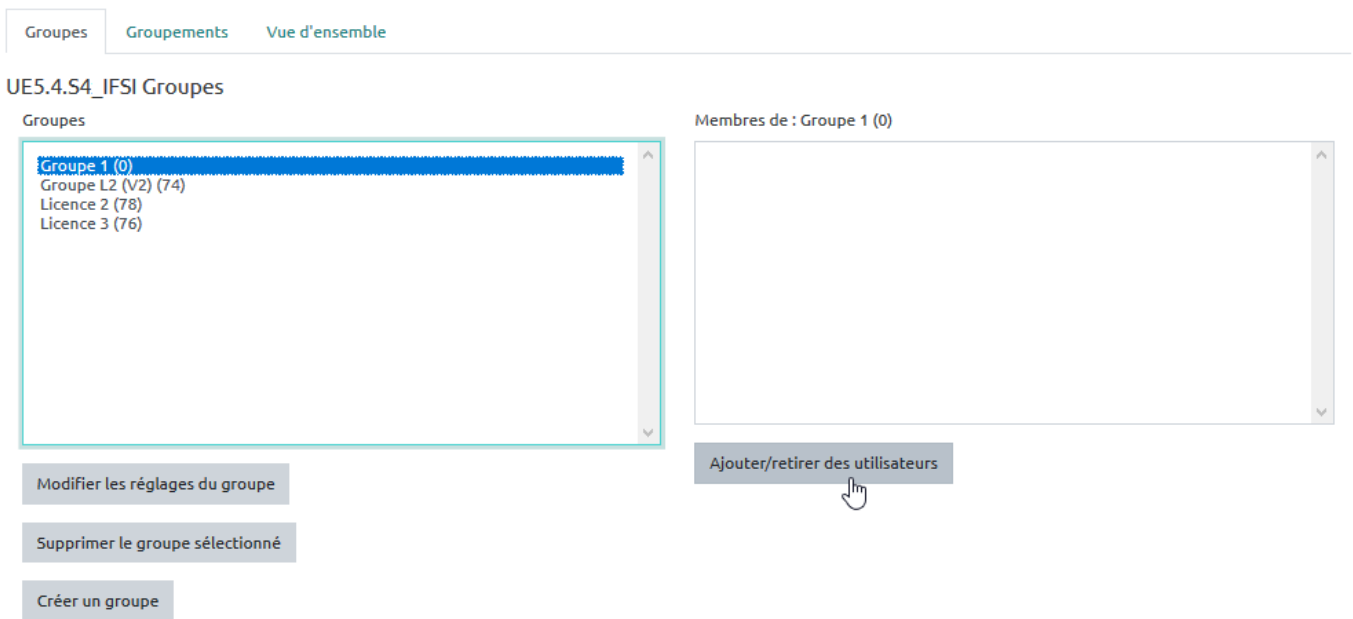 Groupes
Groupements
Vue d'ensemble
UE5.4.S4_IFSI Groupes
Groupes
Groupe 1 (0)
Groupe L2 (V2) (74)
Licence 2 (78)
Licence 3 (76)
Modifier les réglages du groupe
Supprimer le groupe sélectionné
Créer un groupe
Membres de : Groupe 1 (0)
Ajouter/retirer des utilisateurs